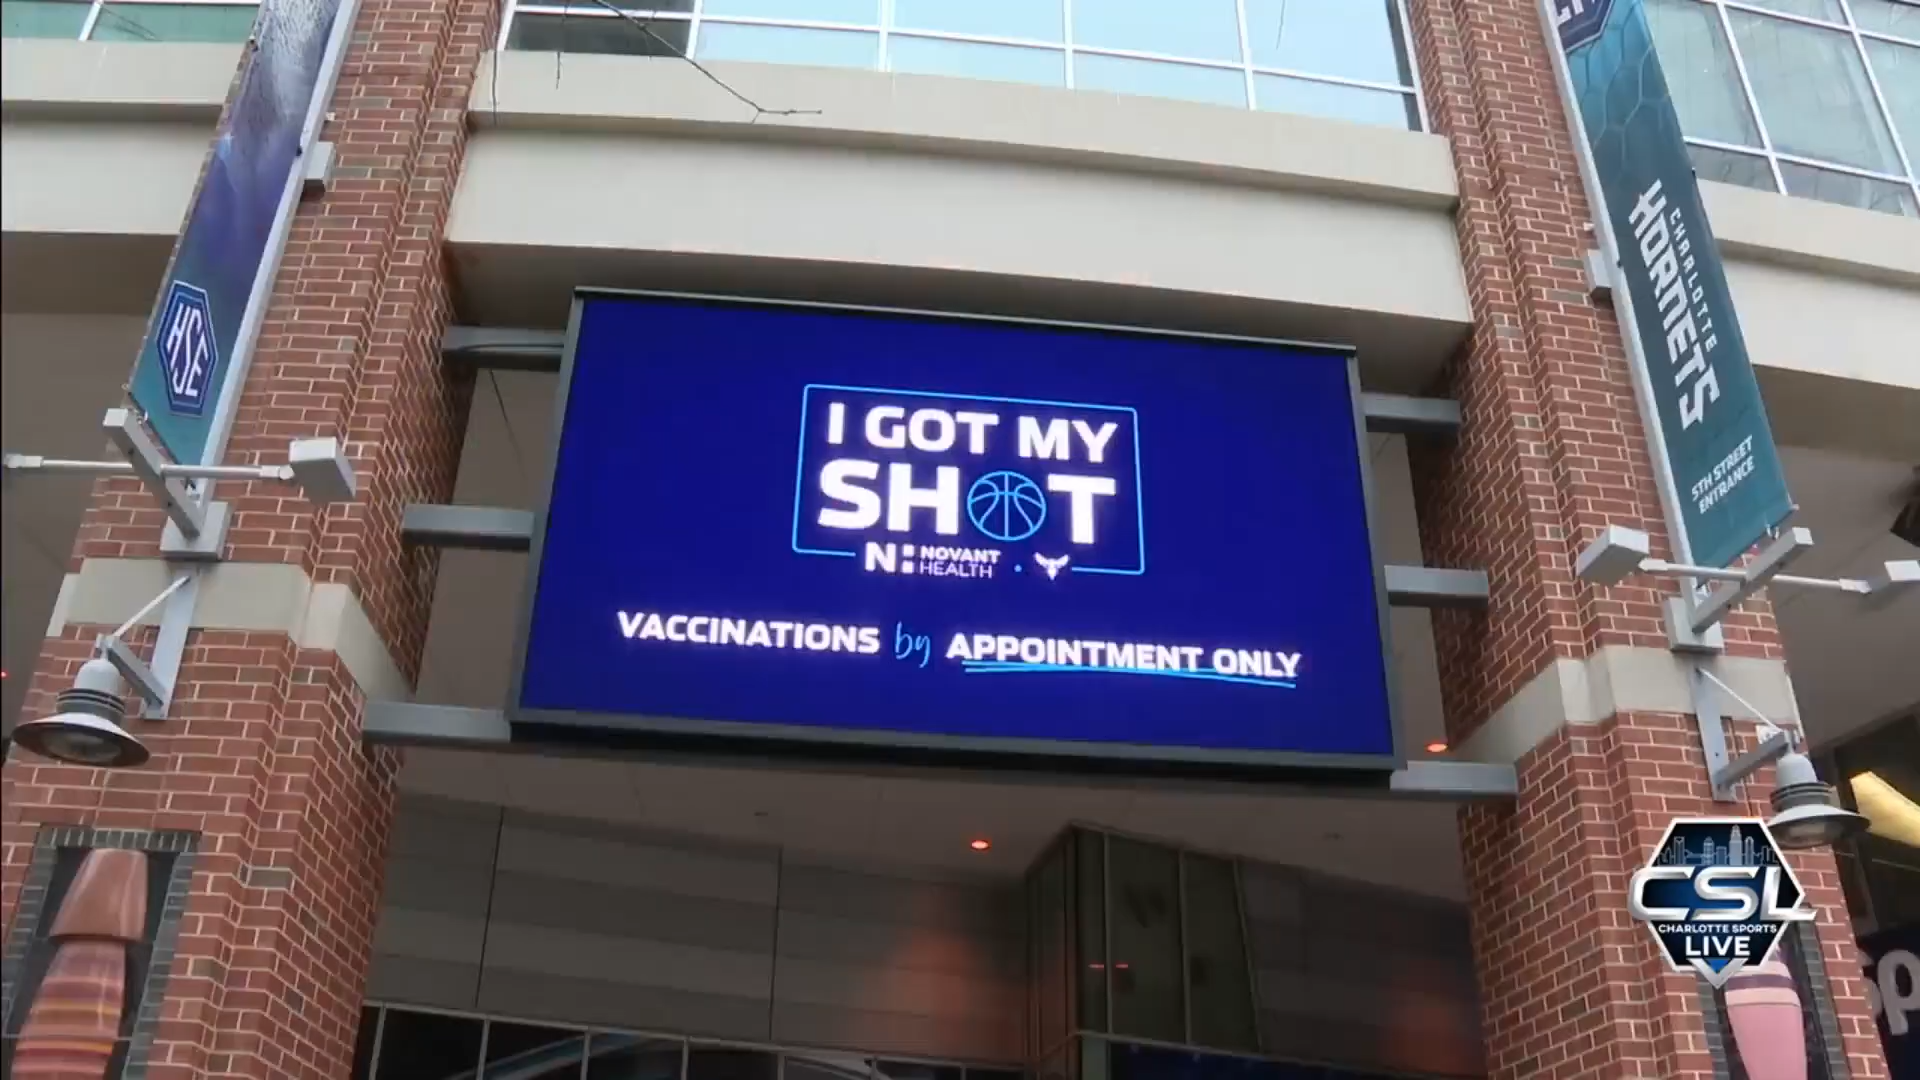 I GOT MY
SHOT
N NOVANT
HEALTH
VACCINATIONS by APPOINTMENT ONLY
HSE
CHARLOTTE
HORNETS
5TH STREET
ENTRANCE
CSL
CHARLOTTE SPORTS
LIVE